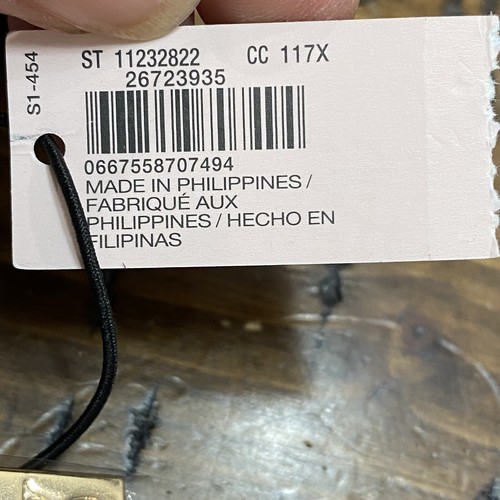 S1-454
ST 11232822 CC 117X
26723935
0667558707494
MADE IN PHILIPPINES /
FABRIQUÉ AUX
PHILIPPINES / HECHO EN
FILIPINAS